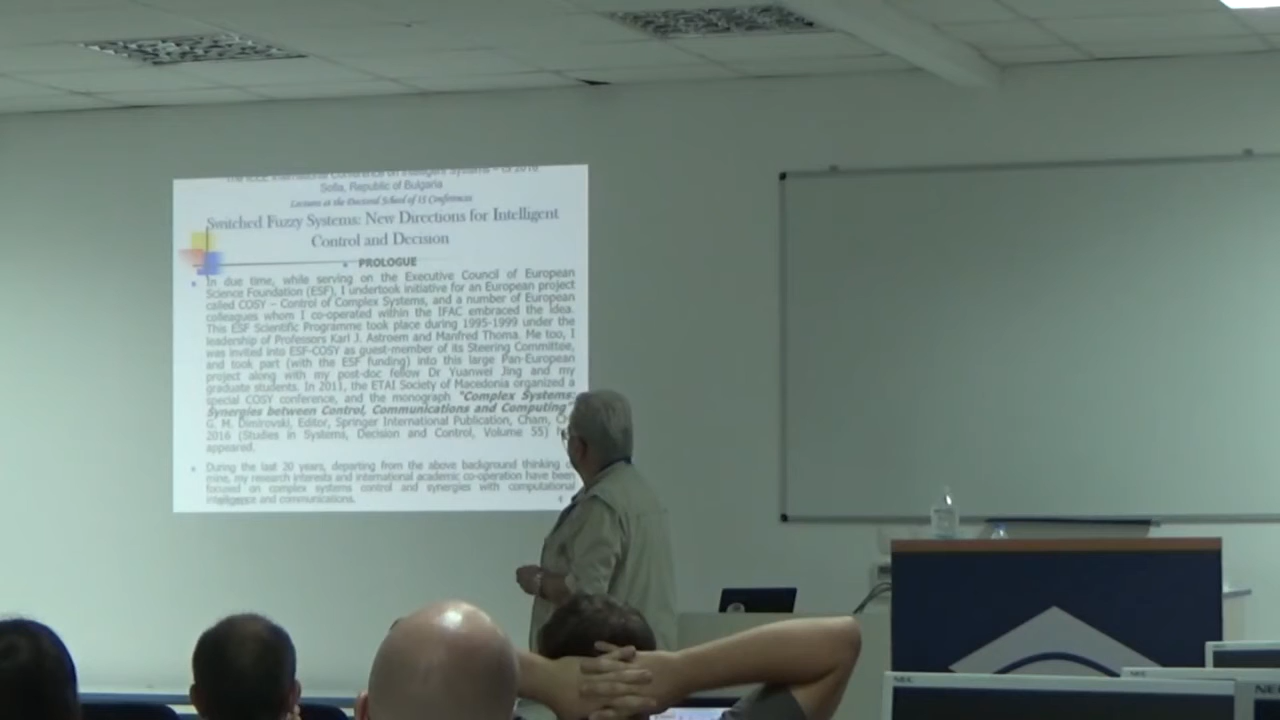 Sofia, Republic of Bulgaria
Lectures at the Doctoral School of IS Conferences
Switched Fuzzy Systems: New Directions for Intelligent
Control and Decision
PROLOGUE
In due time, while serving on the Executive Council of European
Science Foundation (ESF), I undertook initiative for an European project
called COSY – Control of Complex Systems, and a number of European
colleagues whom I co-operated within the IFAC embraced the idea.
This ESF Scientific Programme took place during 1995-1999 under the
leadership of Professors Karl J. Astroem and Manfred Thoma. Me too, I
was invited into ESF-COSY as guest-member of its Steering Committee,
and took part (with the ESF funding) into this large Pan-European
project along with my post-doc fellow Dr Yuanwei Jing and my
graduate students. In 2011, the ETAI Society of Macedonia organized a
special COSY conference, and the monograph "Complex Systems:
Synergies between Control, Communications and Computing"
G. M. Dimirovski, Editor, Springer International Publication, Cham, C
2016 (Studies in Systems, Decision and Control, Volume 55) h
appeared.
During the last 20 years, departing from the above background thinking o
mine, my research interests and international academic co-operation have been
focused on complex systems control and synergies with computational
intelligence and communications.
NEC
NEC